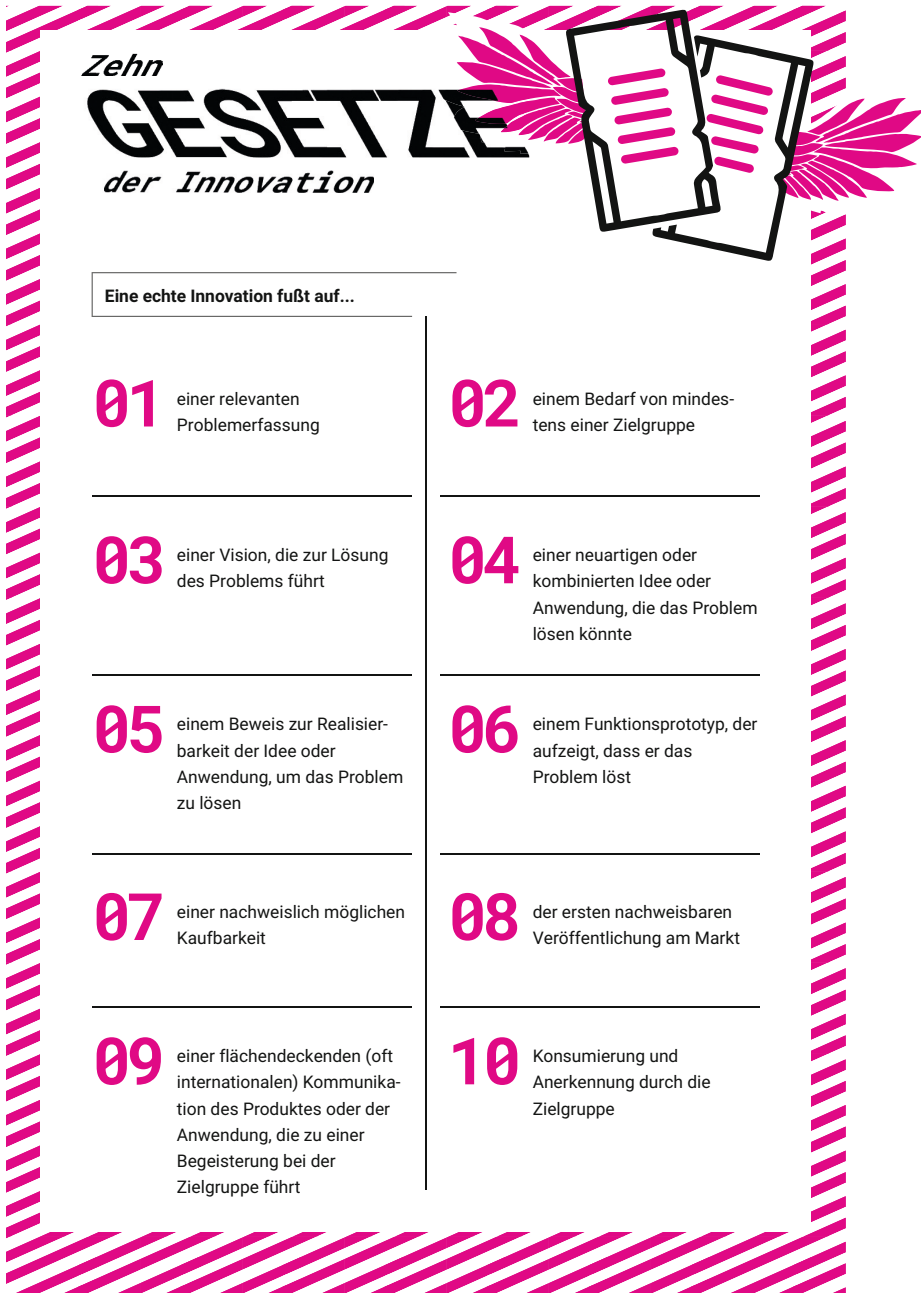 Zehn
GESETZE
der Innovation
Eine echte Innovation fußt auf...
01
einer relevanten
Problemerfassung
02
einem Bedarf von mindes-
tens einer Zielgruppe
03
einer Vision, die zur Lösung
des Problems führt
04
einer neuartigen oder
kombinierten Idee oder
Anwendung, die das Problem
lösen könnte
05
einem Beweis zur Realisier-
barkeit der Idee oder
Anwendung, um das Problem
zu lösen
06
einem Funktionsprototyp, der
aufzeigt, dass er das
Problem löst
07
einer nachweislich möglichen
Kaufbarkeit
08
der ersten nachweisbaren
Veröffentlichung am Markt
09
einer flächendeckenden (oft
internationalen) Kommunika-
tion des Produktes oder der
Anwendung, die zu einer
Begeisterung bei der
Zielgruppe führt
10
Konsumierung und
Anerkennung durch die
Zielgruppe